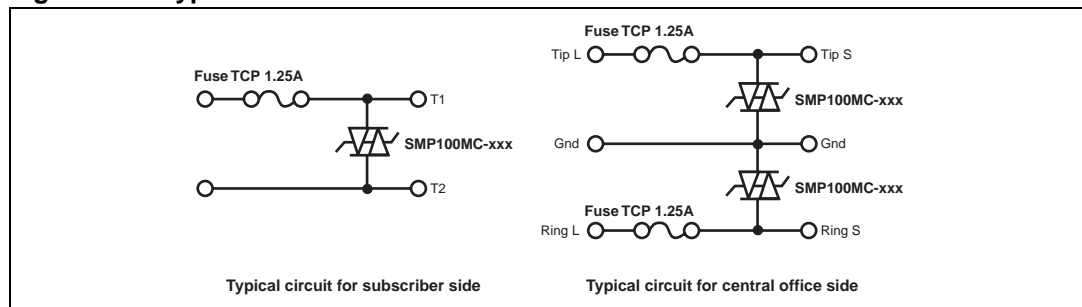 Fuse TCP 1.25A
T1
SMP100MC-xxx
T2
Typical circuit for subscriber side
Fuse TCP 1.25A
Tip L
Tip S
SMP100MC-xxx
Gnd
Gnd
SMP100MC-xxx
Fuse TCP 1.25A
Ring L
Ring S
Typical circuit for central office side